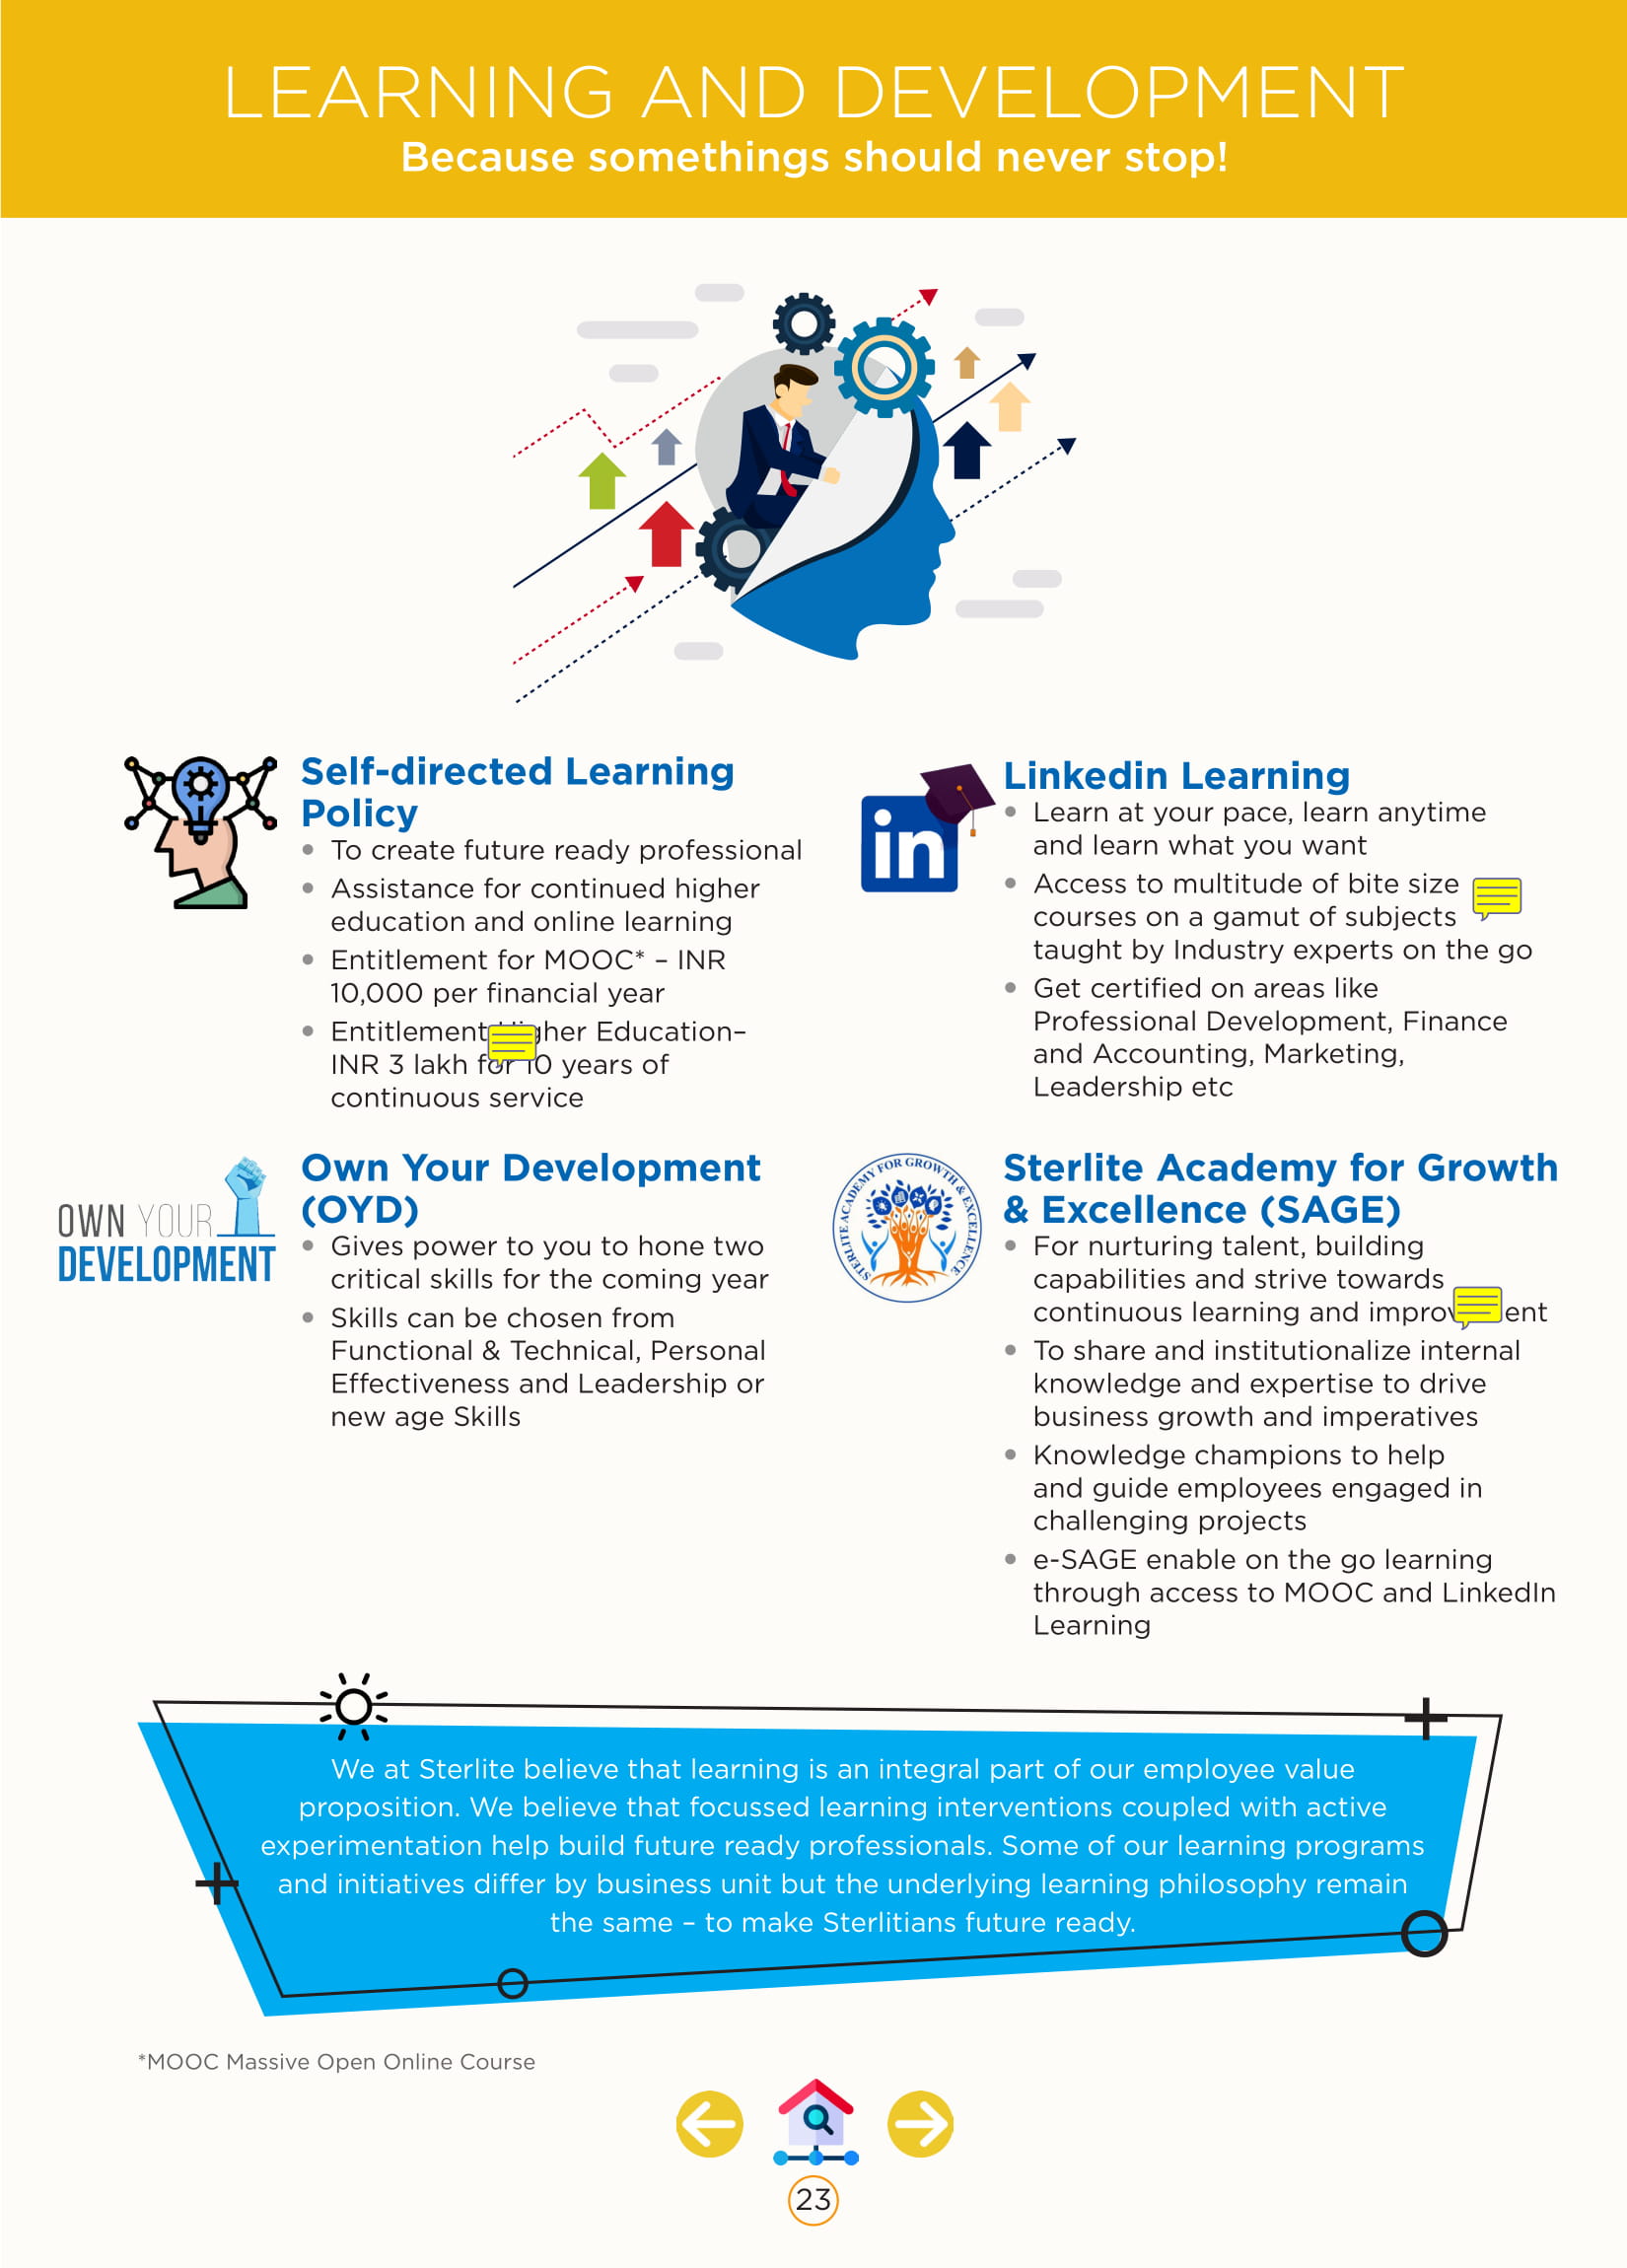 LEARNING AND DEVELOPMENT
Because somethings should never stop!
Self-directed Learning
Policy
• To create future ready professional
• Assistance for continued higher
education and online learning
• Entitlement for MOOC* – INR
10,000 per financial year
• Entitlement gher Education–
INR 3 lakh for 10 years of
continuous service
in
Linkedin Learning
• Learn at your pace, learn anytime
and learn what you want
• Access to multitude of bite size
courses on a gamut of subjects
taught by Industry experts on the go
• Get certified on areas like
Professional Development, Finance
and Accounting, Marketing,
Leadership etc
OWN YOUR
DEVELOPMENT
Own Your Development
(OYD)
• Gives power to you to hone two
critical skills for the coming year
• Skills can be chosen from
Functional & Technical, Personal
Effectiveness and Leadership or
new age Skills
STERLITE ACADEMY FOR GROWTH & EXCELLENCE
Sterlite Academy for Growth
& Excellence (SAGE)
• For nurturing talent, building
capabilities and strive towards
continuous learning and improvement
• To share and institutionalize internal
knowledge and expertise to drive
business growth and imperatives
• Knowledge champions to help
and guide employees engaged in
challenging projects
• e-SAGE enable on the go learning
through access to MOOC and LinkedIn
Learning
We at Sterlite believe that learning is an integral part of our employee value
proposition. We believe that focussed learning interventions coupled with active
experimentation help build future ready professionals. Some of our learning programs
and initiatives differ by business unit but the underlying learning philosophy remain
the same – to make Sterlitians future ready.
*MOOC Massive Open Online Course
23